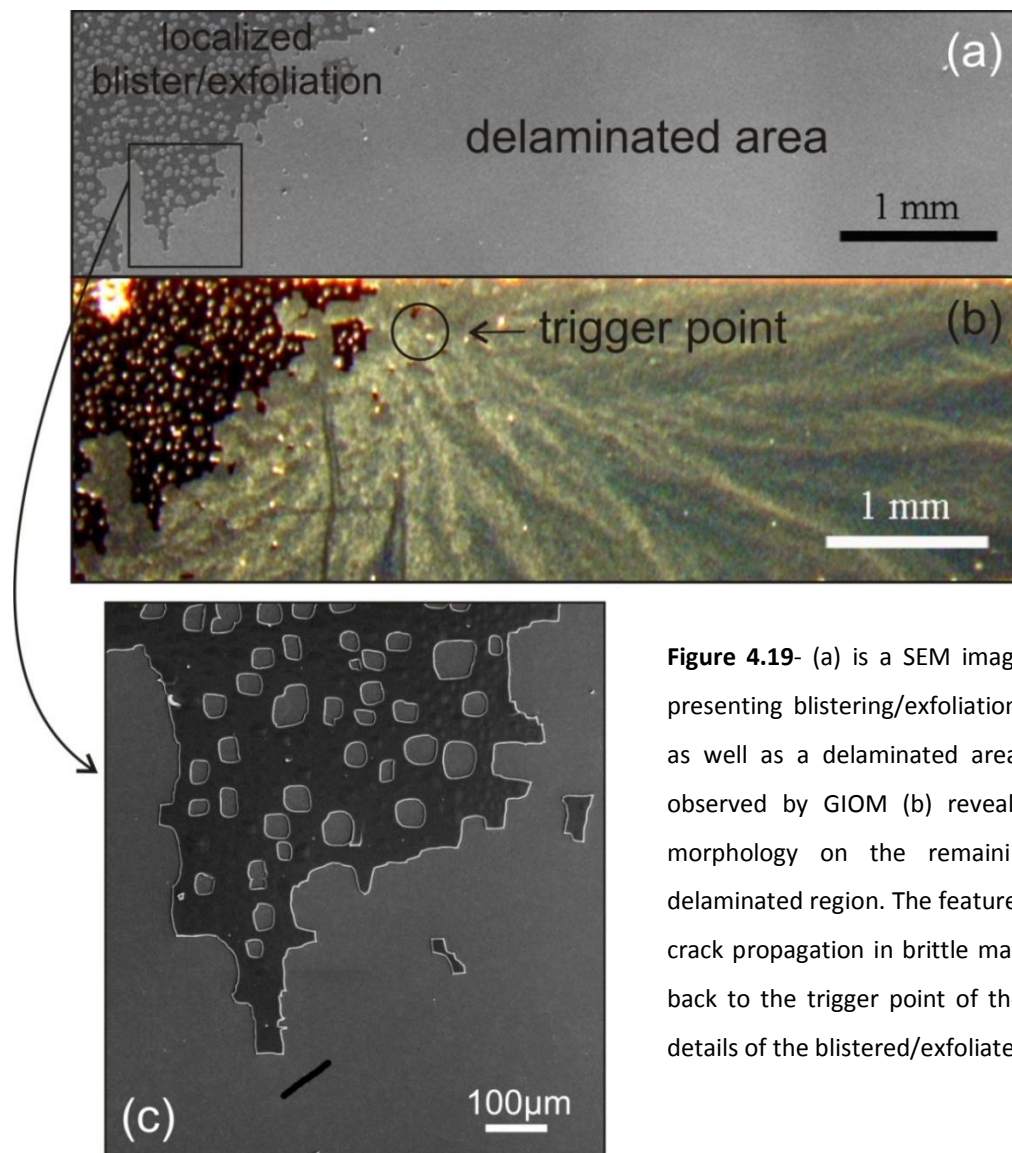 localized
blister/exfoliation
(a)
delaminated area
1 mm
(b)
trigger point
1 mm
(c)
100μm
Figure 4.19- (a) is a SEM imag
presenting blistering/exfoliation
as well as a delaminated area
observed by GIOM (b) reveal
morphology on the remaini
delaminated region. The feature
crack propagation in brittle ma
back to the trigger point of th
details of the blistered/exfoliate